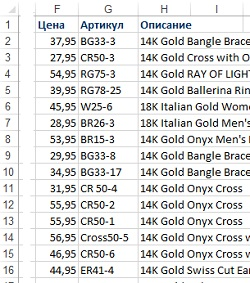 F G H I
1 Цена Артикул Описание
2 37,95 BG33-3 14K Gold Bangle Brace
3 27,95 CR50-3 14K Gold Cross with O
4 54,95 RG75-3 14K Gold RAY OF LIGHT
5 39,95 RG78-25 14K Gold Ballerina Rin
6 45,95 W25-6 18K Italian Gold Wome
7 28,95 BR26-3 18K Italian Gold Men's
8 53,95 BR15-3 14K Gold Onyx Men's
9 29,95 BG33-8 14K Gold Bangle Brace
10 34,95 BG33-17 14K Gold Bangle Brace
11 31,95 CR 50-4 14K Gold Onyx Cross
12 55,95 CR50-2 14K Gold Onyx Cross
13 55,95 CR50-1 14K Gold Onyx Cross
14 56,95 Cross50-5 14K Gold Onyx Cross w
15 46,95 CR50-6 14K Gold Onyx Cross w
16 44,95 ER41-4 14K Gold Swiss Cut Ear